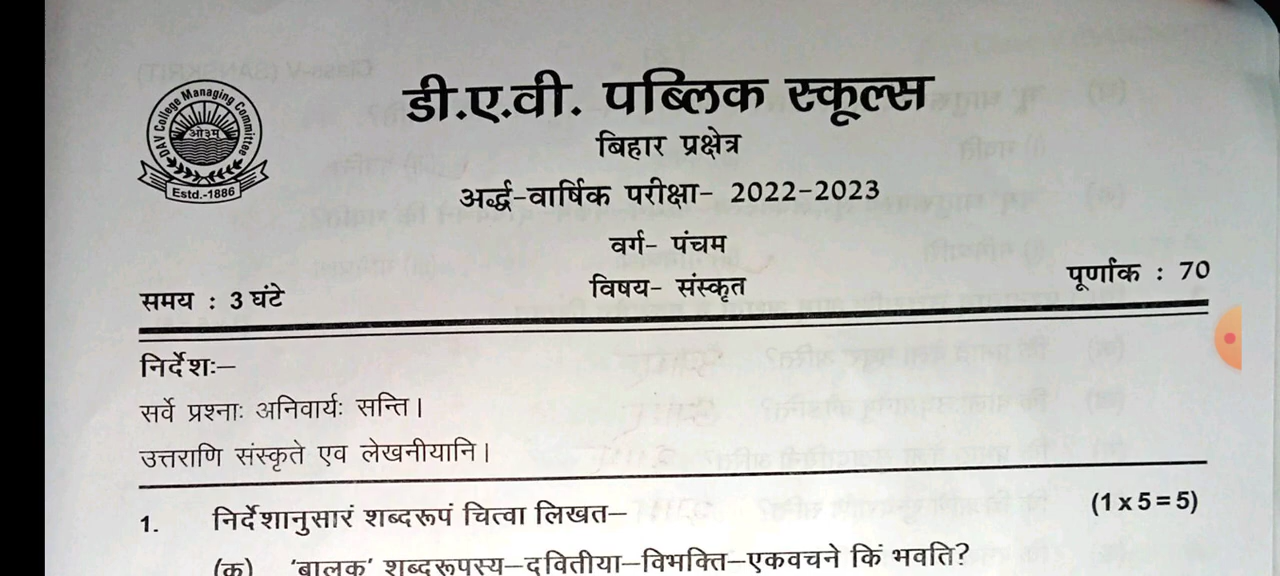 डी.ए.वी. पब्लिक स्कूल्स
DAV College Managing Committee
ओ३म्
Estd.-1886
बिहार प्रक्षेत्र
अर्द्ध-वार्षिक परीक्षा- 2022-2023
वर्ग- पंचम
समय : 3 घंटे
विषय- संस्कृत
पूर्णांक : 70
निर्देशः–
सर्वे प्रश्नाः अनिवार्यः सन्ति।
उत्तराणि संस्कृते एव लेखनीयानि।
1. निर्देशानुसारं शब्दरूपं चित्वा लिखत– (1 x 5 = 5)
(क) 'बालक' शब्दरूपस्य–द्वितीया–विभक्ति–एकवचने किं भवति?